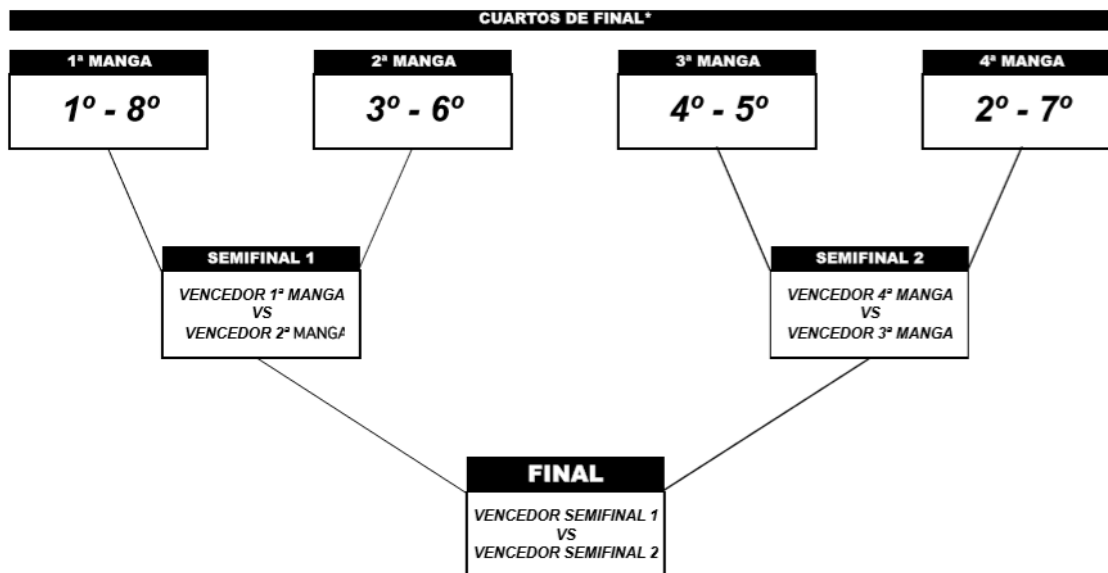 CUARTOS DE FINAL*
1ª MANGA
1º - 8º
2ª MANGA
3º - 6º
3ª MANGA
4º - 5º
4ª MANGA
2º - 7º
SEMIFINAL 1
VENCEDOR 1ª MANGA
VS
VENCEDOR 2ª MANGA
SEMIFINAL 2
VENCEDOR 4ª MANGA
VS
VENCEDOR 3ª MANGA
FINAL
VENCEDOR SEMIFINAL 1
VS
VENCEDOR SEMIFINAL 2